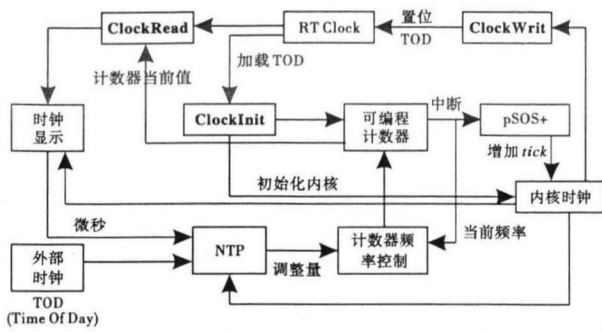 ClockRead
RT Clock
置位
TOD
ClockWrit
计数器当前值
加载 TOD
时钟
显示
ClockInit
可编程
计数器
中断
pSOS+
增加 tick
初始化内核
内核时钟
微秒
外部
时钟
NTP
调整量
计数器频
率控制
当前频率
TOD
(Time Of Day)